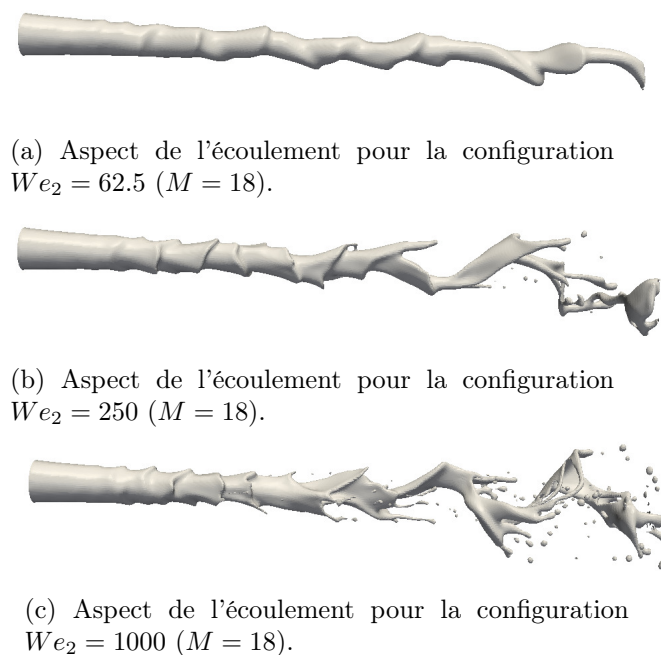 (a) Aspect de l'écoulement pour la configuration
We₂ = 62.5 (M = 18).
(b) Aspect de l'écoulement pour la configuration
We₂ = 250 (M = 18).
(c) Aspect de l'écoulement pour la configuration
We₂ = 1000 (M = 18).